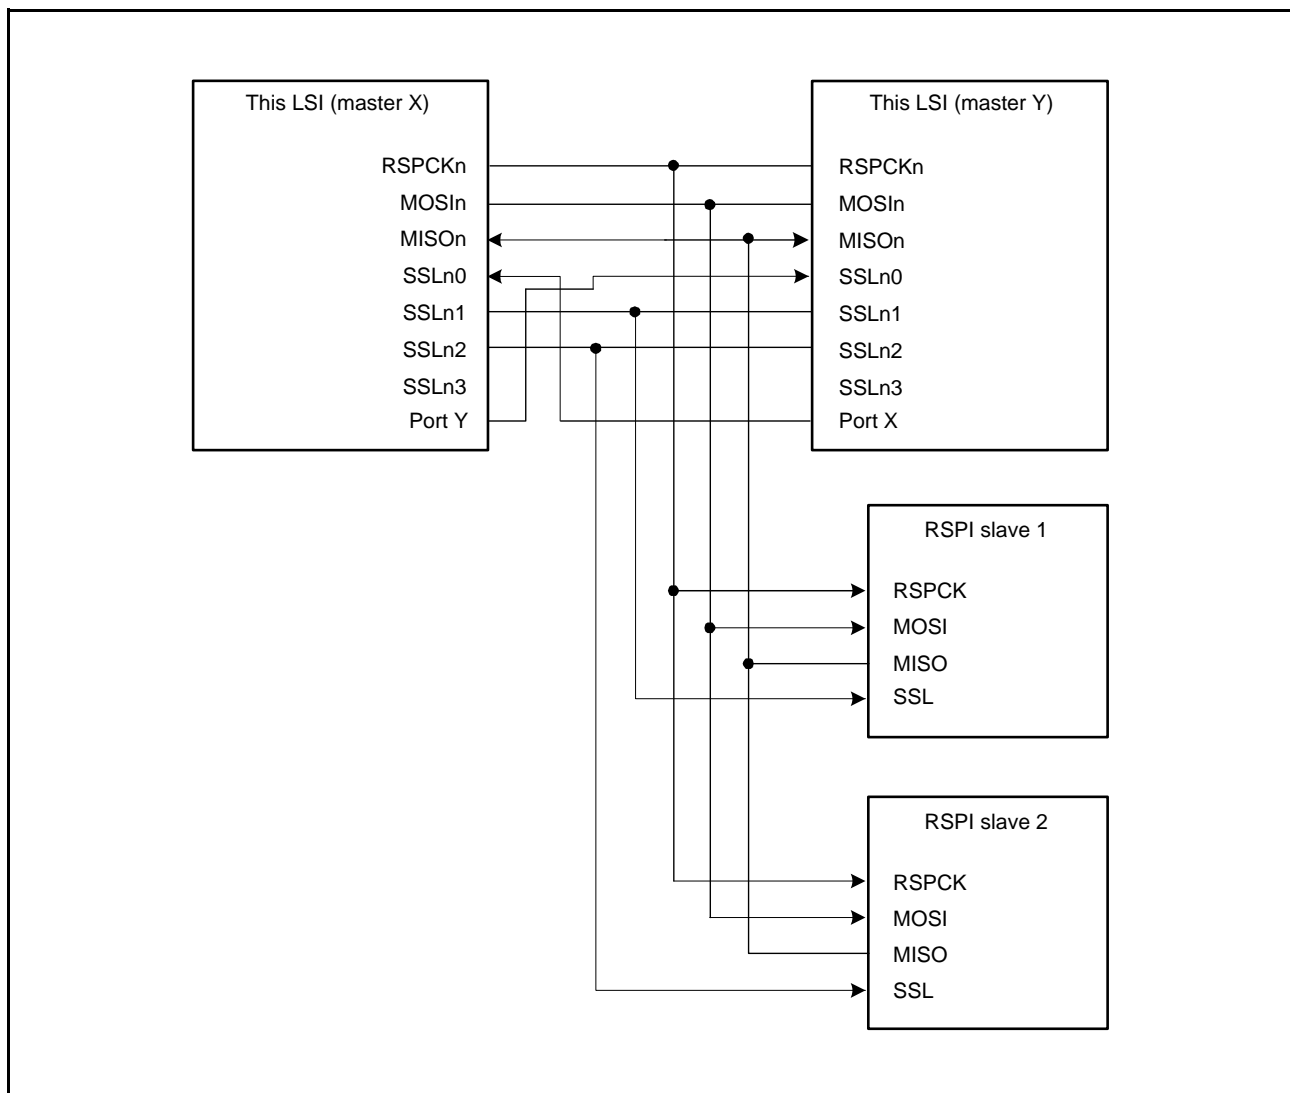 This LSI (master X)
RSPCKn
MOSIn
MISOn
SSLn0
SSLn1
SSLn2
SSLn3
Port Y
This LSI (master Y)
RSPCKn
MOSIn
MISOn
SSLn0
SSLn1
SSLn2
SSLn3
Port X
RSPI slave 1
RSPCK
MOSI
MISO
SSL
RSPI slave 2
RSPCK
MOSI
MISO
SSL